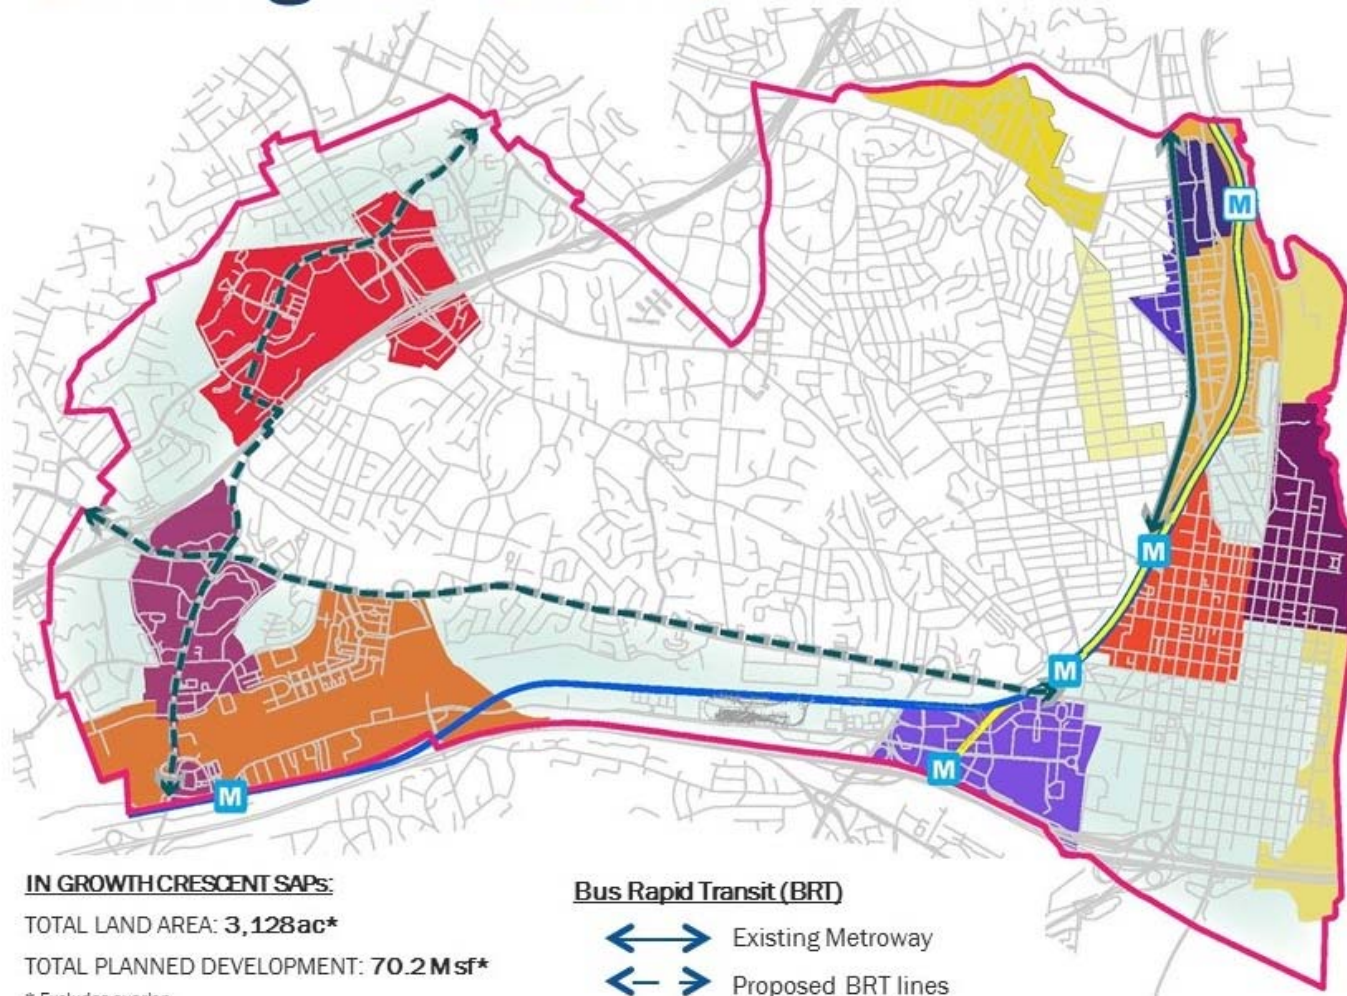 M
M
M
M
M
IN GROWTH CRESCENT SAPs:
TOTAL LAND AREA: 3,128ac*
TOTAL PLANNED DEVELOPMENT: 70.2 M sf*
Bus Rapid Transit (BRT)
Existing Metroway
Proposed BRT lines